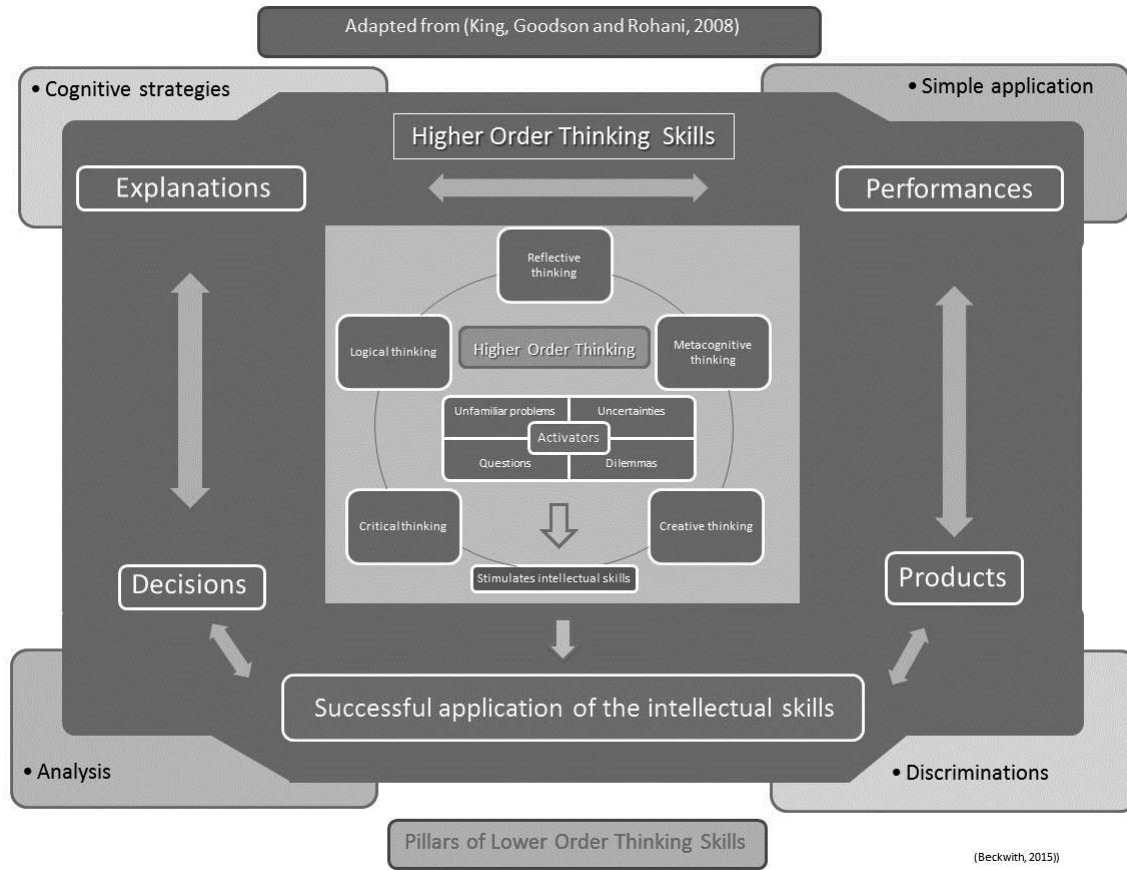 Adapted from (King, Goodson and Rohani, 2008)
• Cognitive strategies
• Simple application
Higher Order Thinking Skills
Explanations
Performances
Reflective
thinking
Logical thinking
Higher Order Thinking
Metacognitive
thinking
Unfamiliar problems
Uncertainties
Activators
Questions
Dilemmas
Critical thinking
Creative thinking
Stimulates intellectual skills
Decisions
Products
Successful application of the intellectual skills
• Analysis
• Discriminations
Pillars of Lower Order Thinking Skills
(Beckwith, 2015))